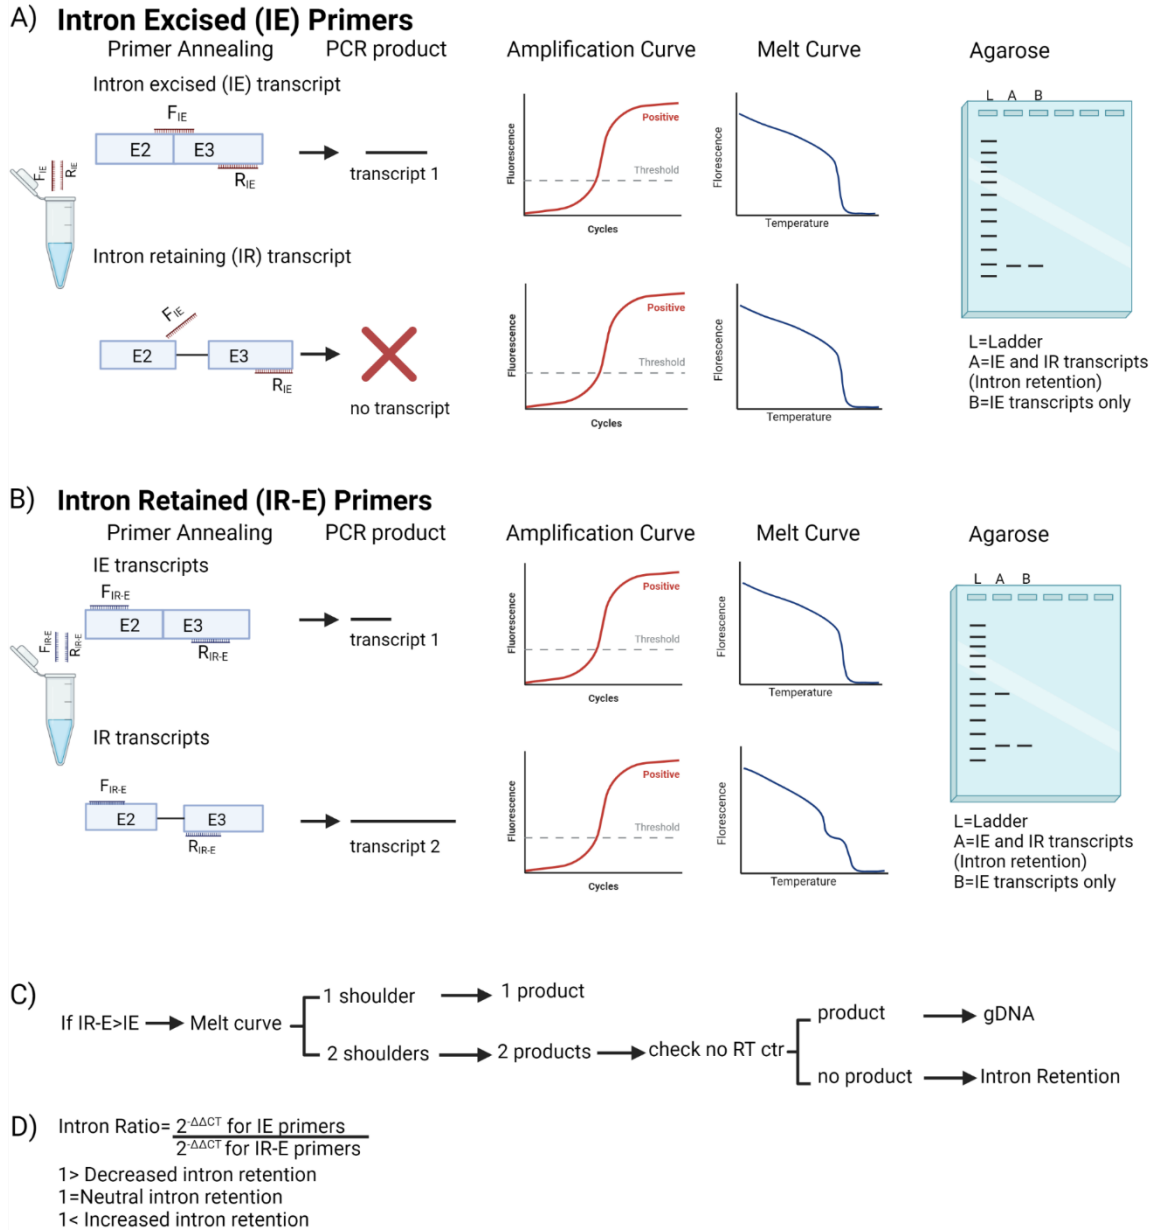 A) Intron Excised (IE) Primers
Primer Annealing PCR product Amplification Curve Melt Curve Agarose
Intron excised (IE) transcript
F_IE
E2 E3
R_IE
transcript 1
F_IE R_IE
Fluorescence
Positive
Threshold
Cycles
Florescence
Temperature
L A B
Intron retaining (IR) transcript
F_IE
E2 E3
R_IE
no transcript
Fluorescence
Positive
Threshold
Cycles
Florescence
Temperature
L=Ladder
A=IE and IR transcripts
(Intron retention)
B=IE transcripts only
B) Intron Retained (IR-E) Primers
Primer Annealing PCR product Amplification Curve Melt Curve Agarose
IE transcripts
F_IR-E
E2 E3
R_IR-E
transcript 1
F_IR-E R_IR-E
Fluorescence
Positive
Threshold
Cycles
Florescence
Temperature
L A B
IR transcripts
F_IR-E
E2 E3
R_IR-E
transcript 2
Fluorescence
Positive
Threshold
Cycles
Florescence
Temperature
L=Ladder
A=IE and IR transcripts
(Intron retention)
B=IE transcripts only
C)
If IR-E>IE Melt curve
1 shoulder 1 product
2 shoulders 2 products check no RT ctr
product gDNA
no product Intron Retention
D) Intron Ratio= 2^-ΔΔCT for IE primers
2^-ΔΔCT for IR-E primers
1> Decreased intron retention
1=Neutral intron retention
1< Increased intron retention